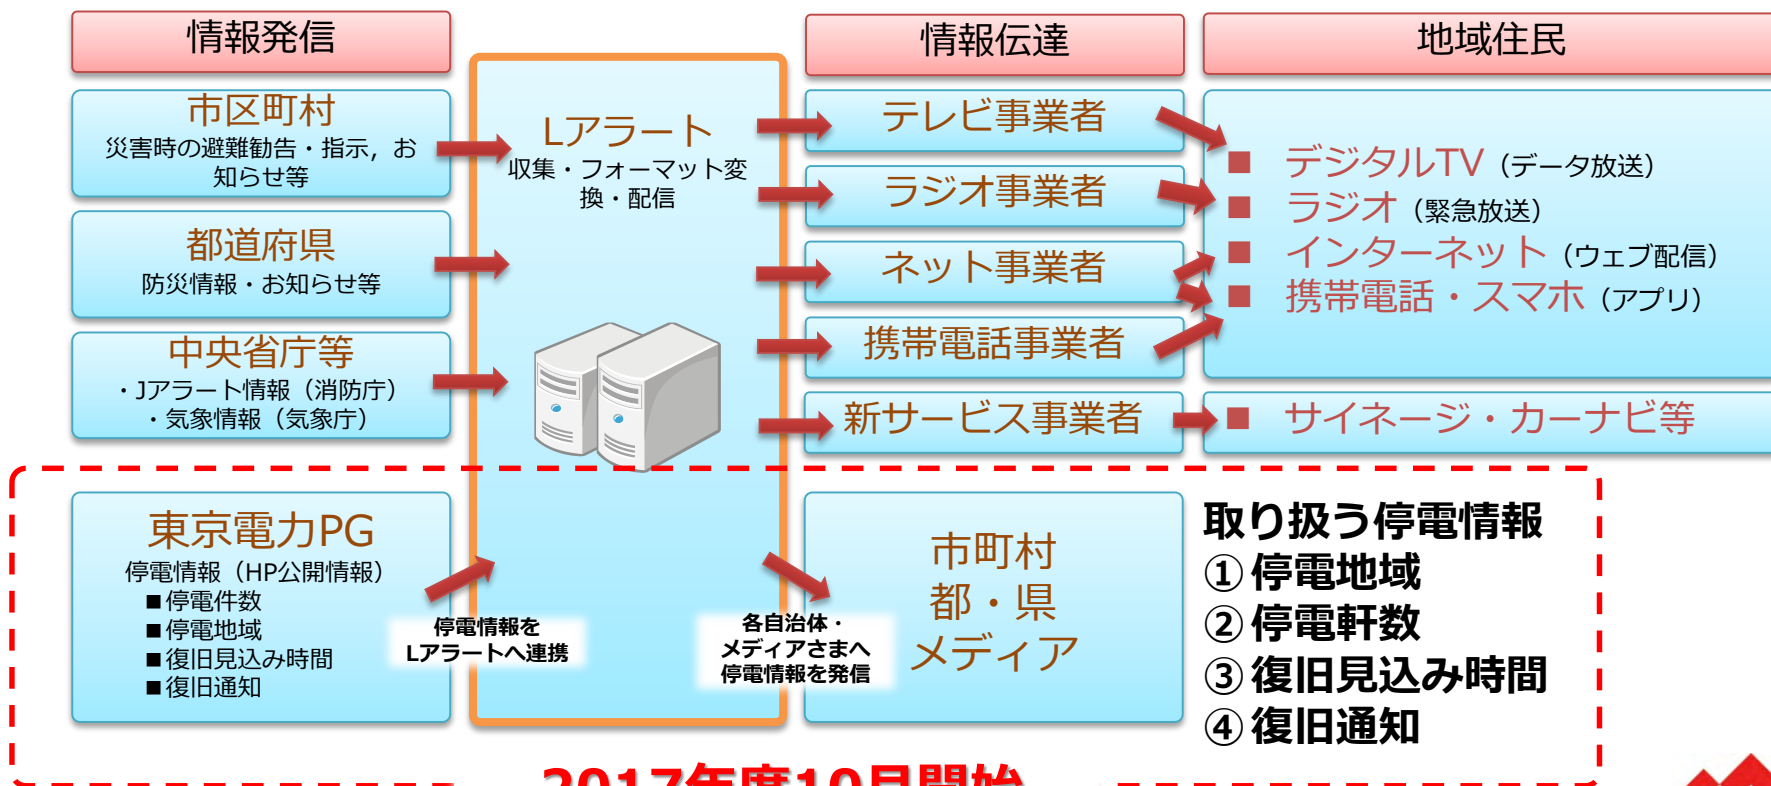 情報発信
情報伝達
地域住民
市区町村
災害時の避難勧告・指示，お
知らせ等
都道府県
防災情報・お知らせ等
中央省庁等
・Jアラート情報（消防庁）
・気象情報（気象庁）
Lアラート
収集・フォーマット変
換・配信
テレビ事業者
ラジオ事業者
ネット事業者
携帯電話事業者
新サービス事業者
■ デジタルTV（データ放送）
■ ラジオ（緊急放送）
■ インターネット（ウェブ配信）
■ 携帯電話・スマホ（アプリ）
■ サイネージ・カーナビ等
東京電力PG
停電情報（HP公開情報）
■停電件数
■停電地域
■復旧見込み時間
■復旧通知
停電情報を
Lアラートへ連携
各自治体・
メディアさまへ
停電情報を発信
市町村
都・県
メディア
取り扱う停電情報
①停電地域
②停電軒数
③復旧見込み時間
④復旧通知
2017年度10月開始